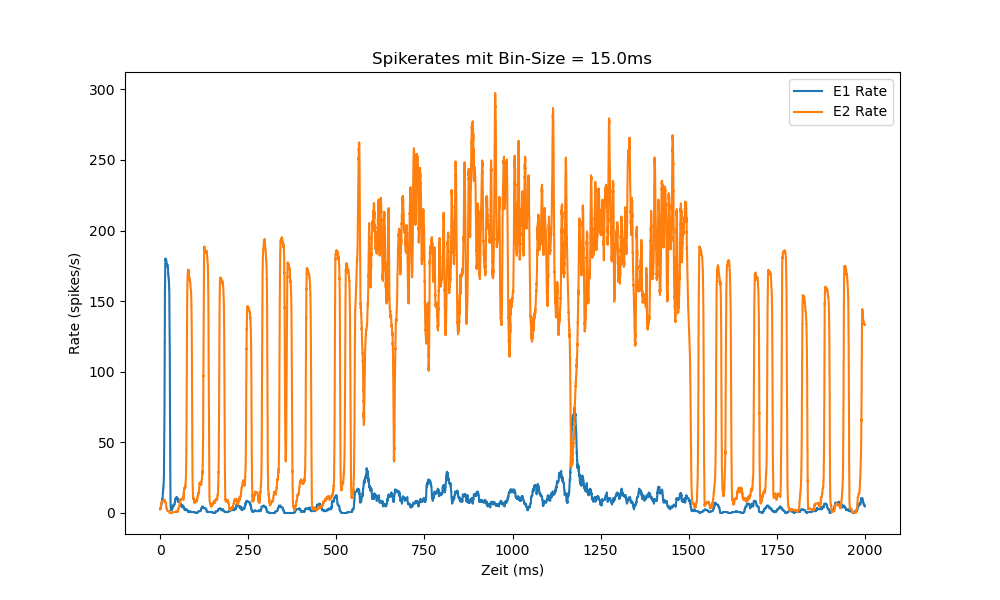 Spikerates mit Bin-Size = 15.0ms
E1 Rate
E2 Rate
Rate (spikes/s)
300
250
200
150
100
50
0
0 250 500 750 1000 1250 1500 1750 2000
Zeit (ms)